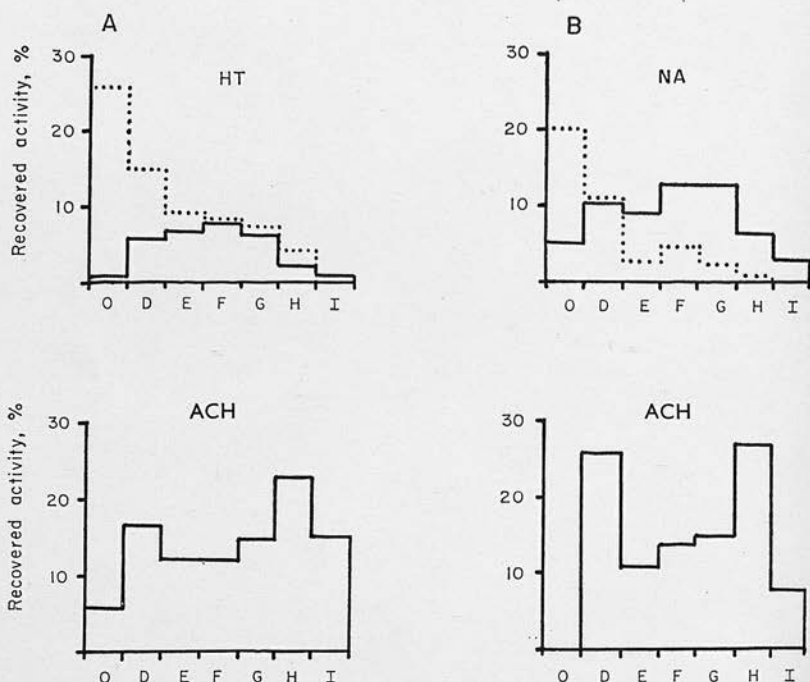 A
HT
Recovered activity, %
30
20
10
O D E F G H I
B
NA
30
20
10
O D E F G H I
ACH
Recovered activity, %
30
20
10
O D E F G H I
ACH
30
20
10
O D E F G H I